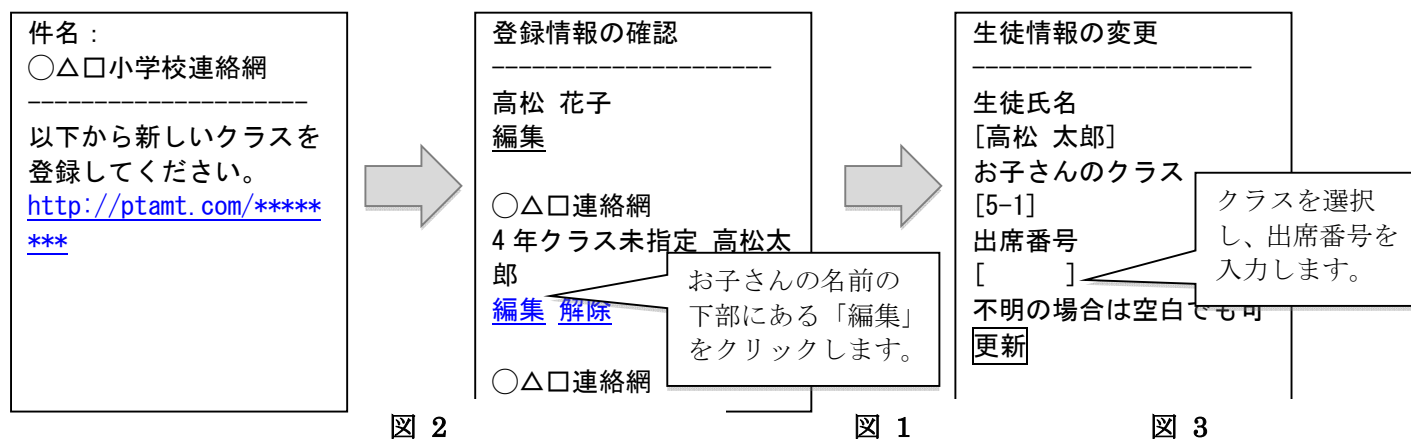 件名：
○△□小学校連絡網
---------------------
以下から新しいクラスを
登録してください。
http://ptamt.com/*****
***
登録情報の確認
---------------------
高松 花子
編集
○△□連絡網
4 年クラス未指定 高松太
郎
編集 解除
○△□連絡網
お子さんの名前の
下部にある「編集」
をクリックします。
生徒情報の変更
---------------------
生徒氏名
[高松 太郎]
お子さんのクラス
[5-1]
出席番号
[ ]
不明の場合は空白でも可
更新
クラスを選択
し、出席番号を
入力します。
図 2
図 1
図 3